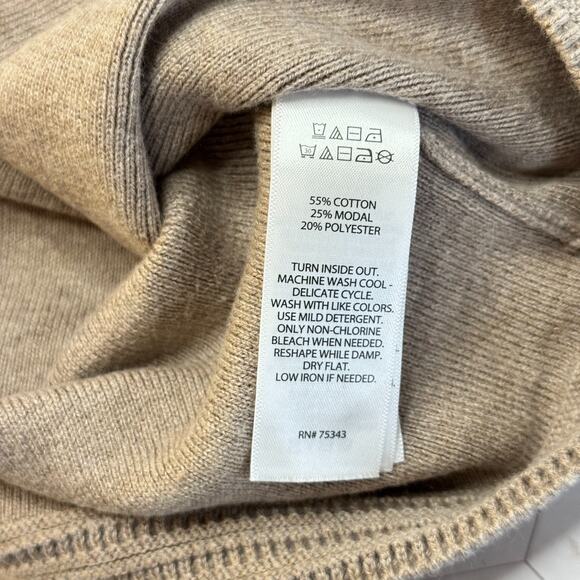 30
55% COTTON
25% MODAL
20% POLYESTER
TURN INSIDE OUT.
MACHINE WASH COOL -
DELICATE CYCLE.
WASH WITH LIKE COLORS.
USE MILD DETERGENT.
ONLY NON-CHLORINE
BLEACH WHEN NEEDED.
RESHAPE WHILE DAMP.
DRY FLAT.
LOW IRON IF NEEDED.
RN# 75343